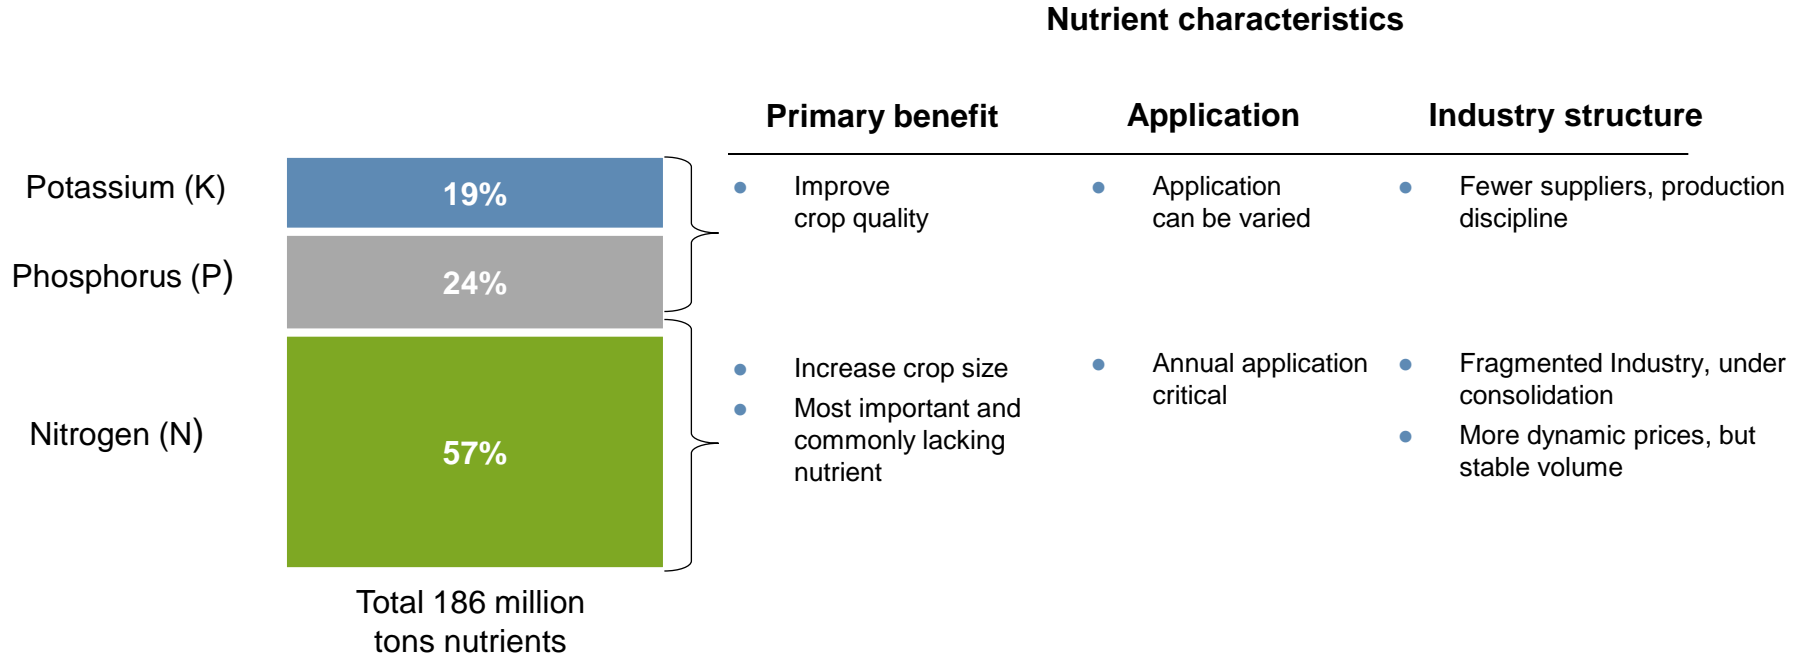 Nutrient characteristics
Primary benefit
Application
Industry structure
Potassium (K)
19%
Improve
crop quality
Application
can be varied
Fewer suppliers, production
discipline
Phosphorus (P)
24%
Nitrogen (N)
57%
Increase crop size
Most important and
commonly lacking
nutrient
Annual application
critical
Fragmented Industry, under
consolidation
More dynamic prices, but
stable volume
Total 186 million
tons nutrients